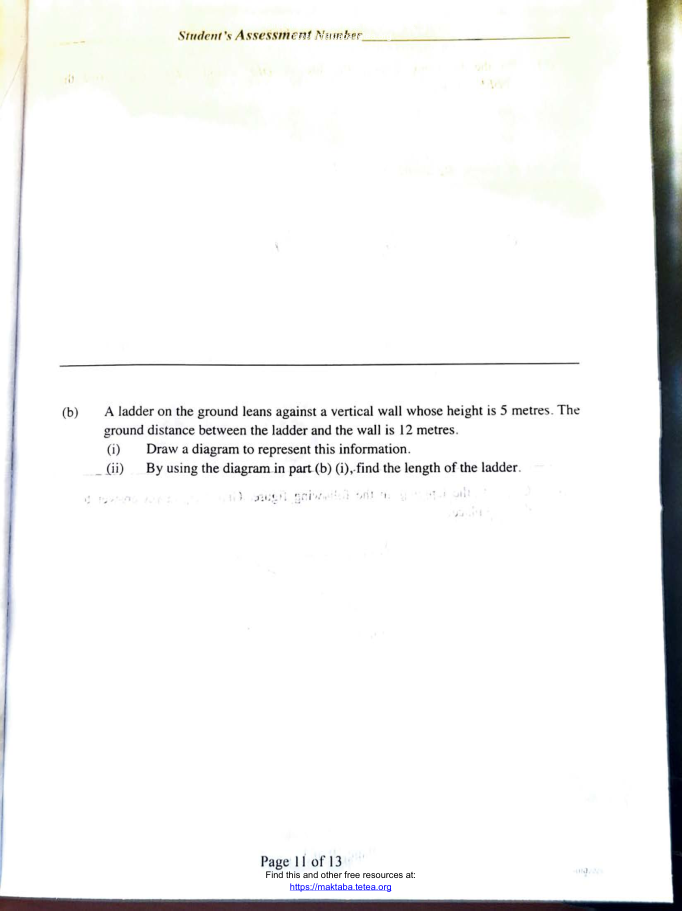 Student's Assessment Number
(b) A ladder on the ground leans against a vertical wall whose height is 5 metres. The
ground distance between the ladder and the wall is 12 metres.
(i) Draw a diagram to represent this information.
(ii) By using the diagram in part (b) (i), find the length of the ladder.
Page 11 of 13
Find this and other free resources at:
https://maktaba.tetea.org